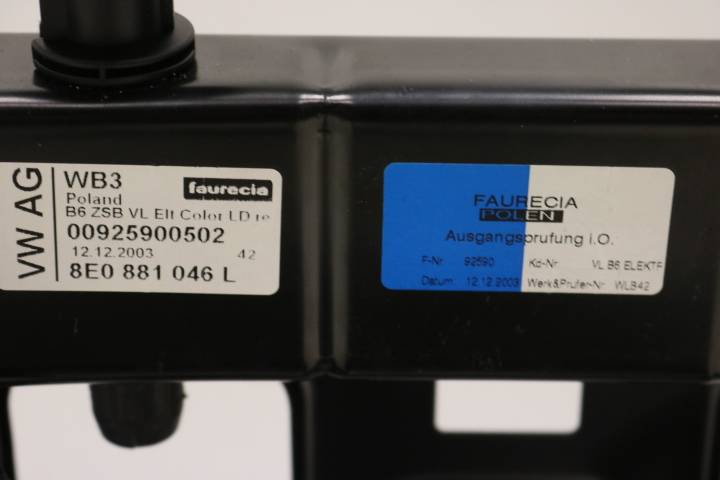 VW AG
WB3
faurecia
Poland
B6 ZSB VL Elt Color LD re
00925900502
12.12.2003 42
8E0 881 046 L
FAURECIA
POLEN
Ausgangsprufung i.O.
F-Nr 92590 Kd-Nr VL B6 ELEKTF
Datum 12.12.2003 Werk&Prufer-Nr WLB42